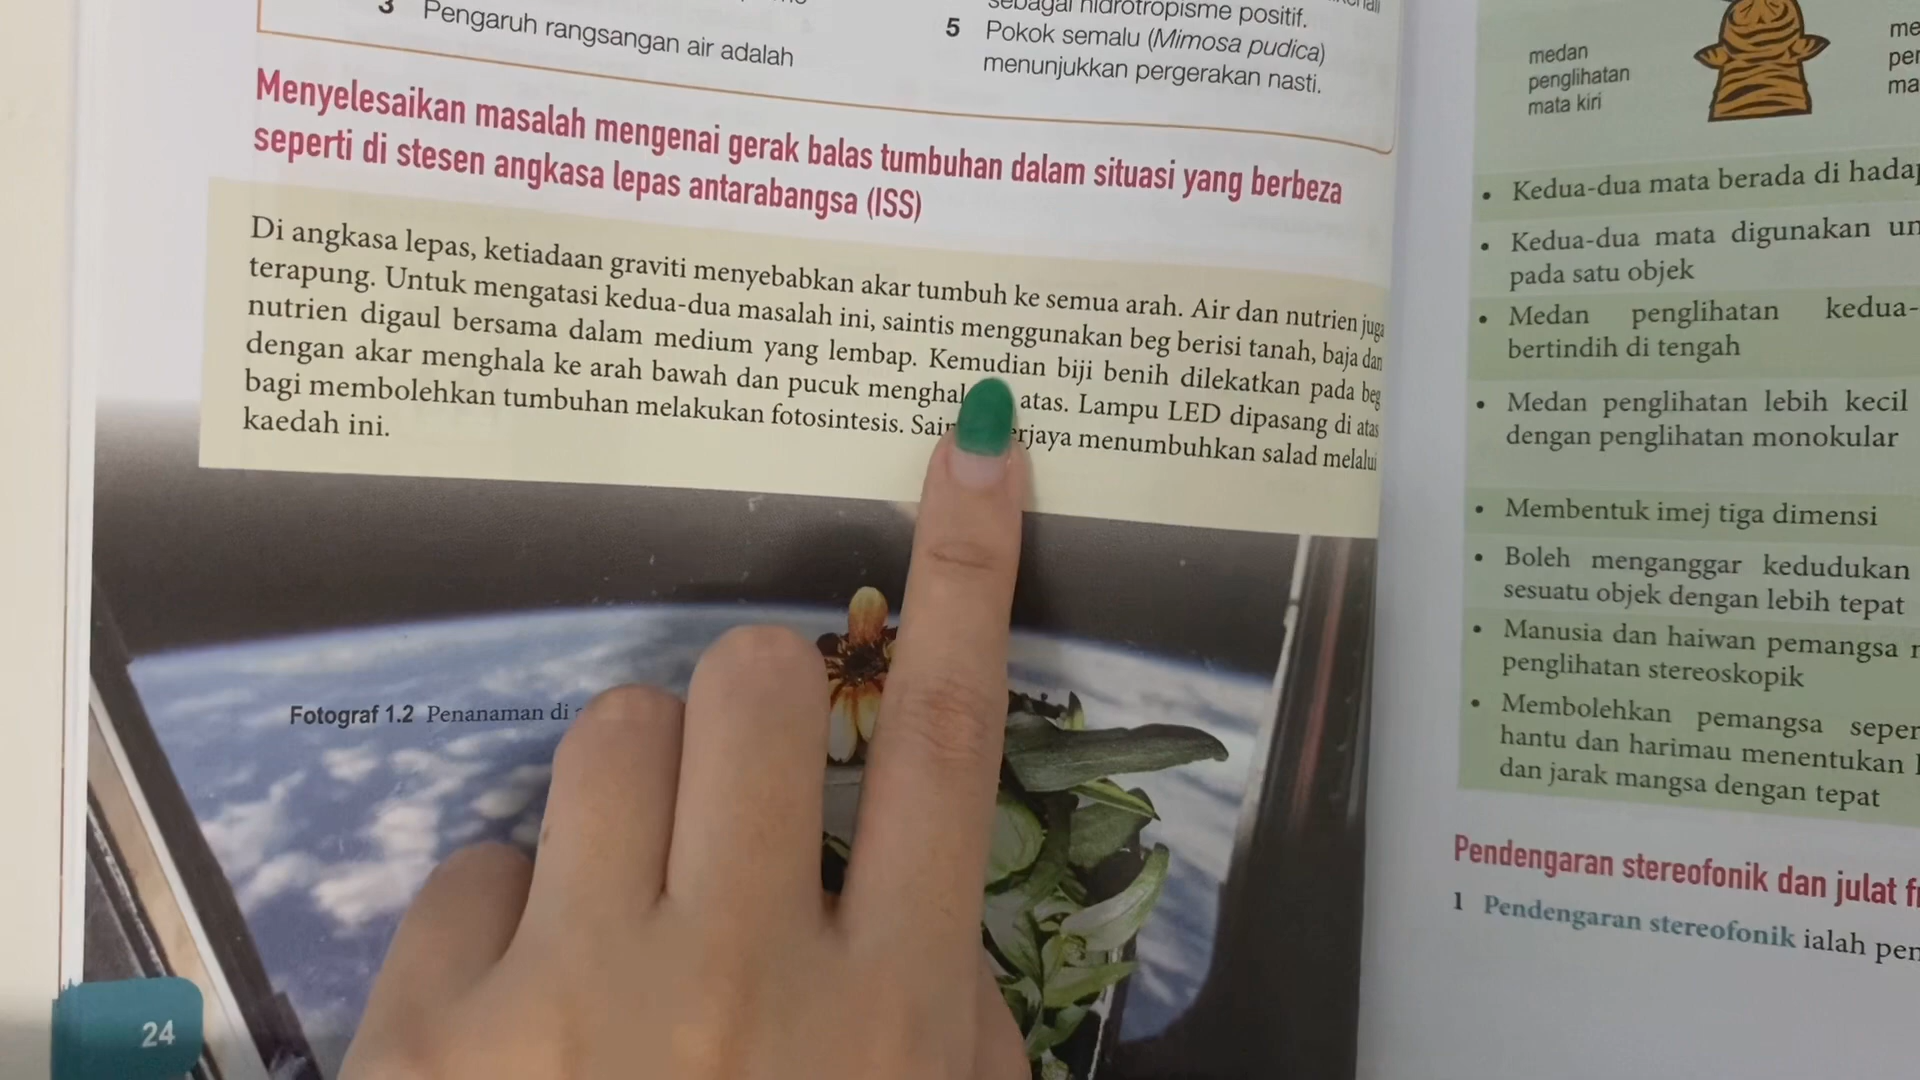 3 Pengaruh rangsangan air adalah
sebagai hidrotropisme positif.
5 Pokok semalu (Mimosa pudica)
menunjukkan pergerakan nasti.
Menyelesaikan masalah mengenai gerak balas tumbuhan dalam situasi yang berbeza
seperti di stesen angkasa lepas antarabangsa (ISS)
Di angkasa lepas, ketiadaan graviti menyebabkan akar tumbuh ke semua arah. Air dan nutrien juga
terapung. Untuk mengatasi kedua-dua masalah ini, saintis menggunakan beg berisi tanah, baja dan
nutrien digaul bersama dalam medium yang lembap. Kemudian biji benih dilekatkan pada beg
dengan akar menghala ke arah bawah dan pucuk menghal atas. Lampu LED dipasang di atas
bagi membolehkan tumbuhan melakukan fotosintesis. Sain rjaya menumbuhkan salad melalui
kaedah ini.
Fotograf 1.2 Penanaman di
24
medan
penglihatan
mata kiri
me
per
ma
• Kedua-dua mata berada di hadap
• Kedua-dua mata digunakan un
pada satu objek
• Medan penglihatan kedua-
bertindih di tengah
• Medan penglihatan lebih kecil
dengan penglihatan monokular
• Membentuk imej tiga dimensi
• Boleh menganggar kedudukan
sesuatu objek dengan lebih tepat
• Manusia dan haiwan pemangsa
penglihatan stereoskopik
• Membolehkan pemangsa seper
hantu dan harimau menentukan
dan jarak mangsa dengan tepat
Pendengaran stereofonik dan julat
1 Pendengaran stereofonik ialah pen